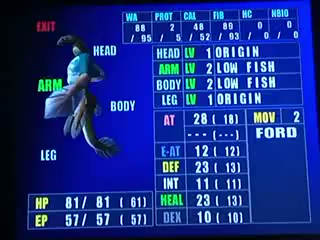 EXIT
WA PROT CAL FIB HC NBIO
88 2 48 89 0 0
/ 95 / 5 / 52 / 93 / 0 / 0
HEAD
ARM
BODY
LEG
HEAD LV 1 ORIGIN
ARM LV 2 LOW FISH
BODY LV 2 LOW FISH
LEG LV 1 ORIGIN
AT 28 ( 18)
--- (---)
E-AT 12 ( 12)
DEF 23 ( 13)
INT 11 ( 11)
HEAL 23 ( 13)
DEX 10 ( 10)
MOV 2
FORD
HP 81/ 81 ( 61)
EP 57/ 57 ( 57)